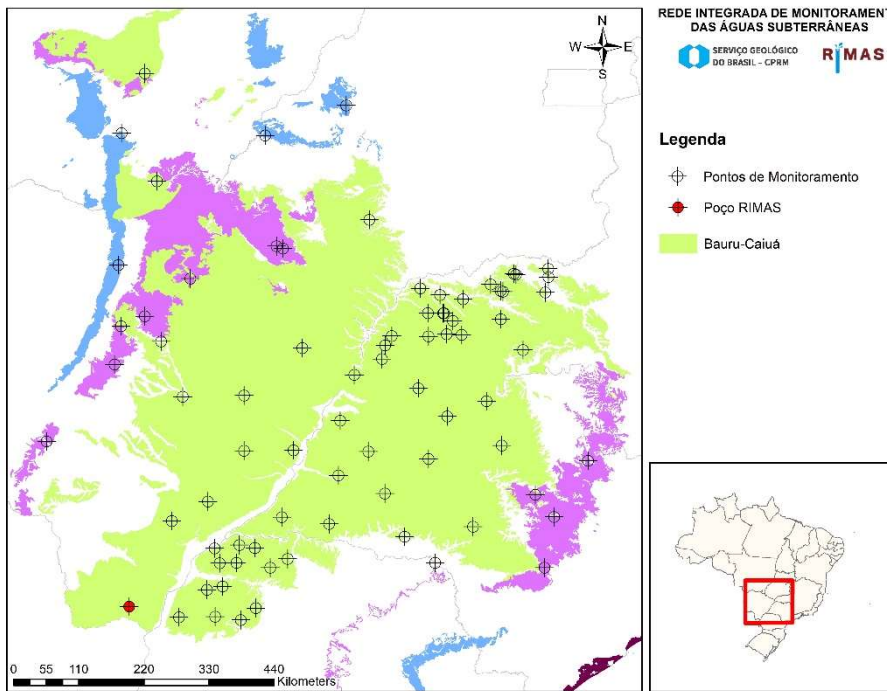 REDE INTEGRADA DE MONITORAMENT
DAS ÁGUAS SUBTERRÂNEAS
SERVIÇO GEOLÓGICO
DO BRASIL – CPRM
RIMAS
N
W E
S
Legenda
Pontos de Monitoramento
Poço RIMAS
Bauru-Caiuá
0 55 110 220 330 440
Kilometers